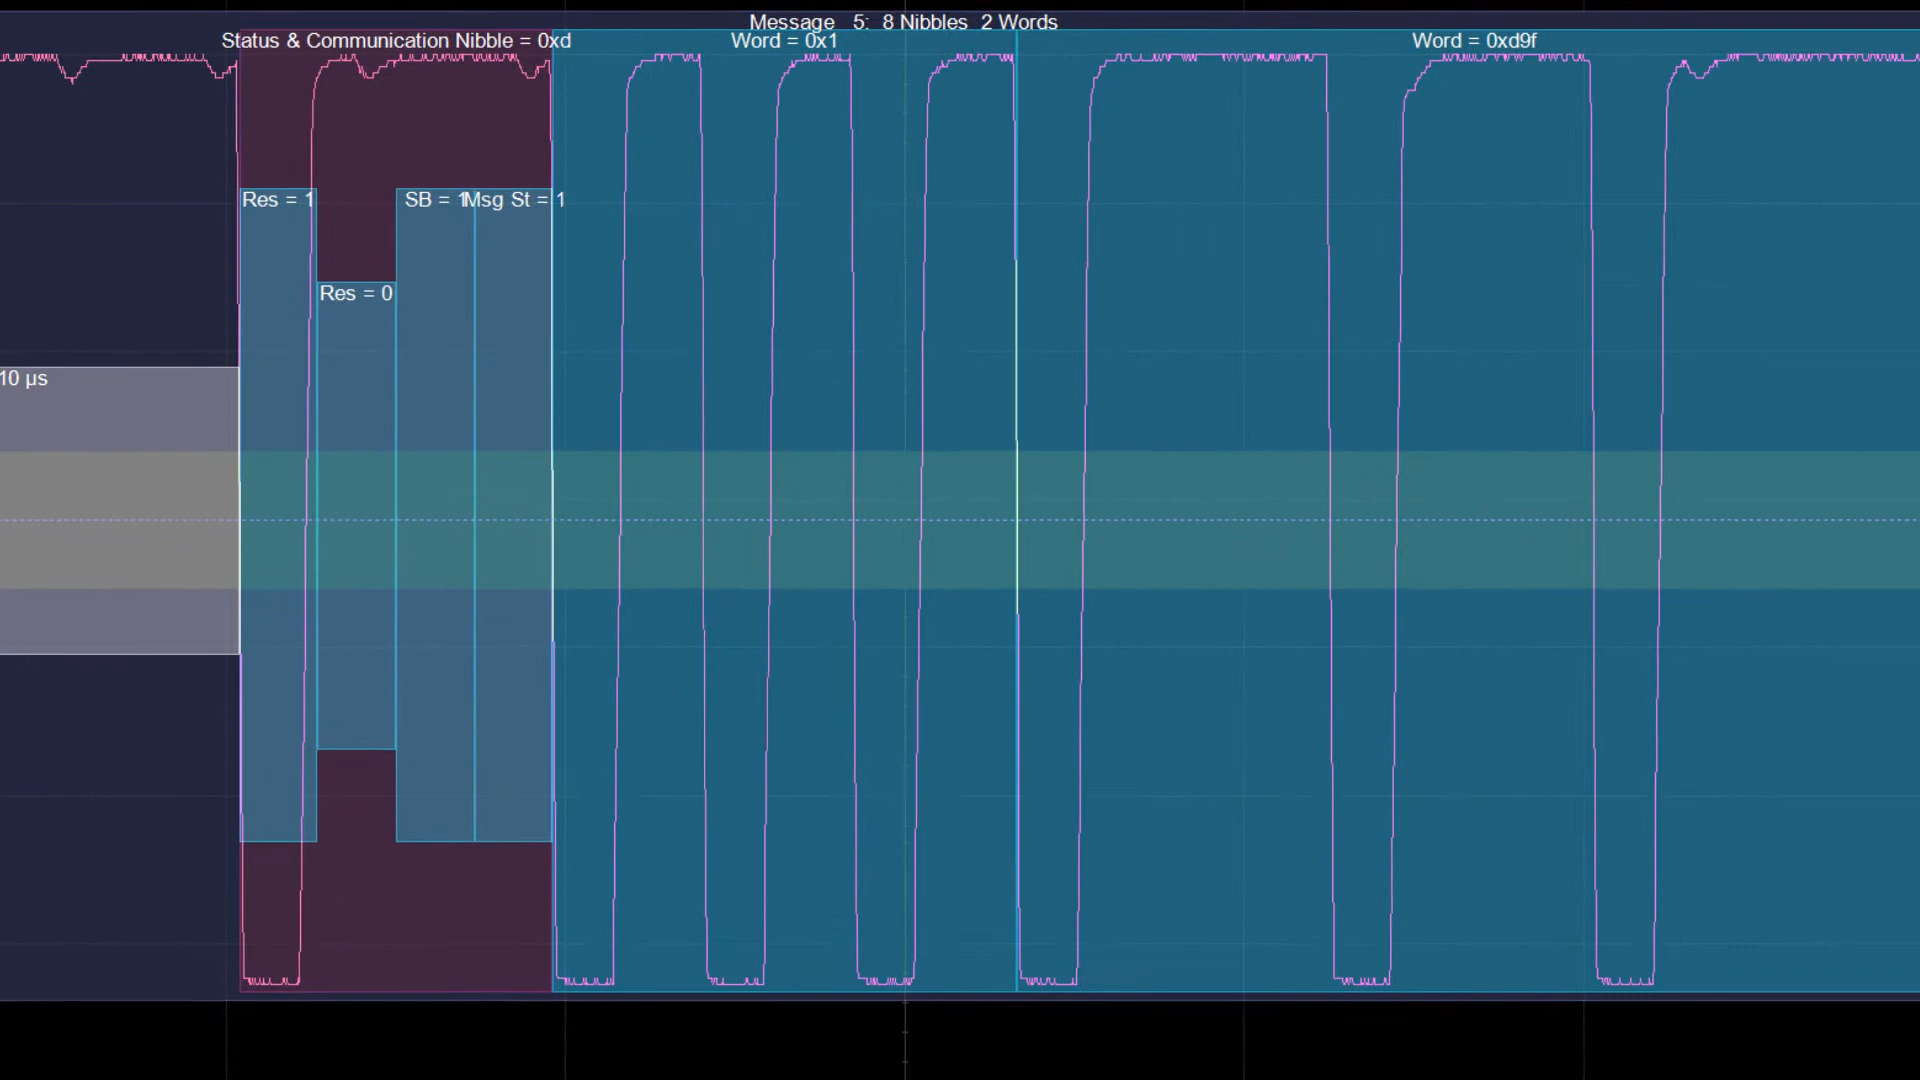 Message 5: 8 Nibbles 2 Words
Status & Communication Nibble = 0xd
Word = 0x1
Word = 0xd9f
Res = 1
SB = 1
Msg St = 1
Res = 0
10 µs